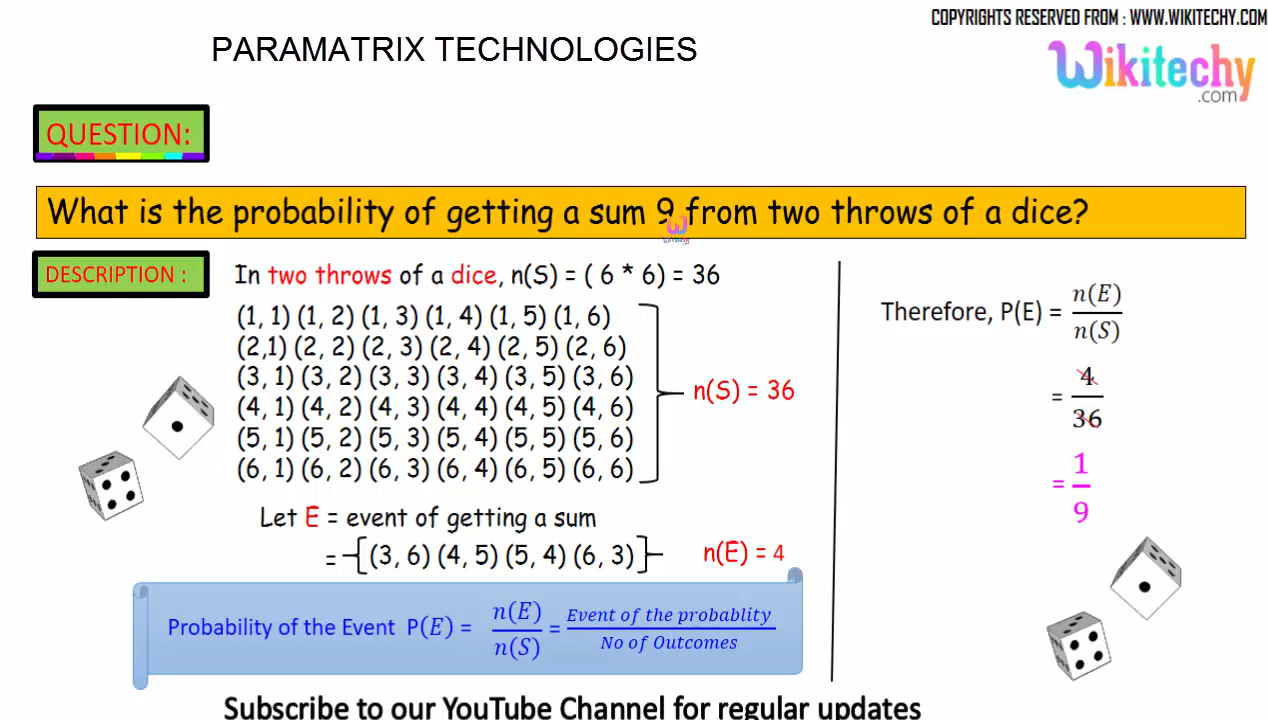 COPYRIGHTS RESERVED FROM : WWW.WIKITECHY.COM
PARAMATRIX TECHNOLOGIES
Wikitechy
.com
QUESTION:
What is the probability of getting a sum 9 from two throws of a dice?
DESCRIPTION :
In two throws of a dice, n(S) = ( 6 * 6) = 36
(1, 1) (1, 2) (1, 3) (1, 4) (1, 5) (1, 6)
(2,1) (2, 2) (2, 3) (2, 4) (2, 5) (2, 6)
(3, 1) (3, 2) (3, 3) (3, 4) (3, 5) (3, 6)
(4, 1) (4, 2) (4, 3) (4, 4) (4, 5) (4, 6)
(5, 1) (5, 2) (5, 3) (5, 4) (5, 5) (5, 6)
(6, 1) (6, 2) (6, 3) (6, 4) (6, 5) (6, 6)
n(S) = 36
Let E = event of getting a sum
= {(3, 6) (4, 5) (5, 4) (6, 3)}
n(E) = 4
Probability of the Event P(E) = n(E)/n(S) = Event of the probablity/No of Outcomes
Therefore, P(E) = n(E)/n(S)
= 4/36
= 1/9
Subscribe to our YouTube Channel for regular updates